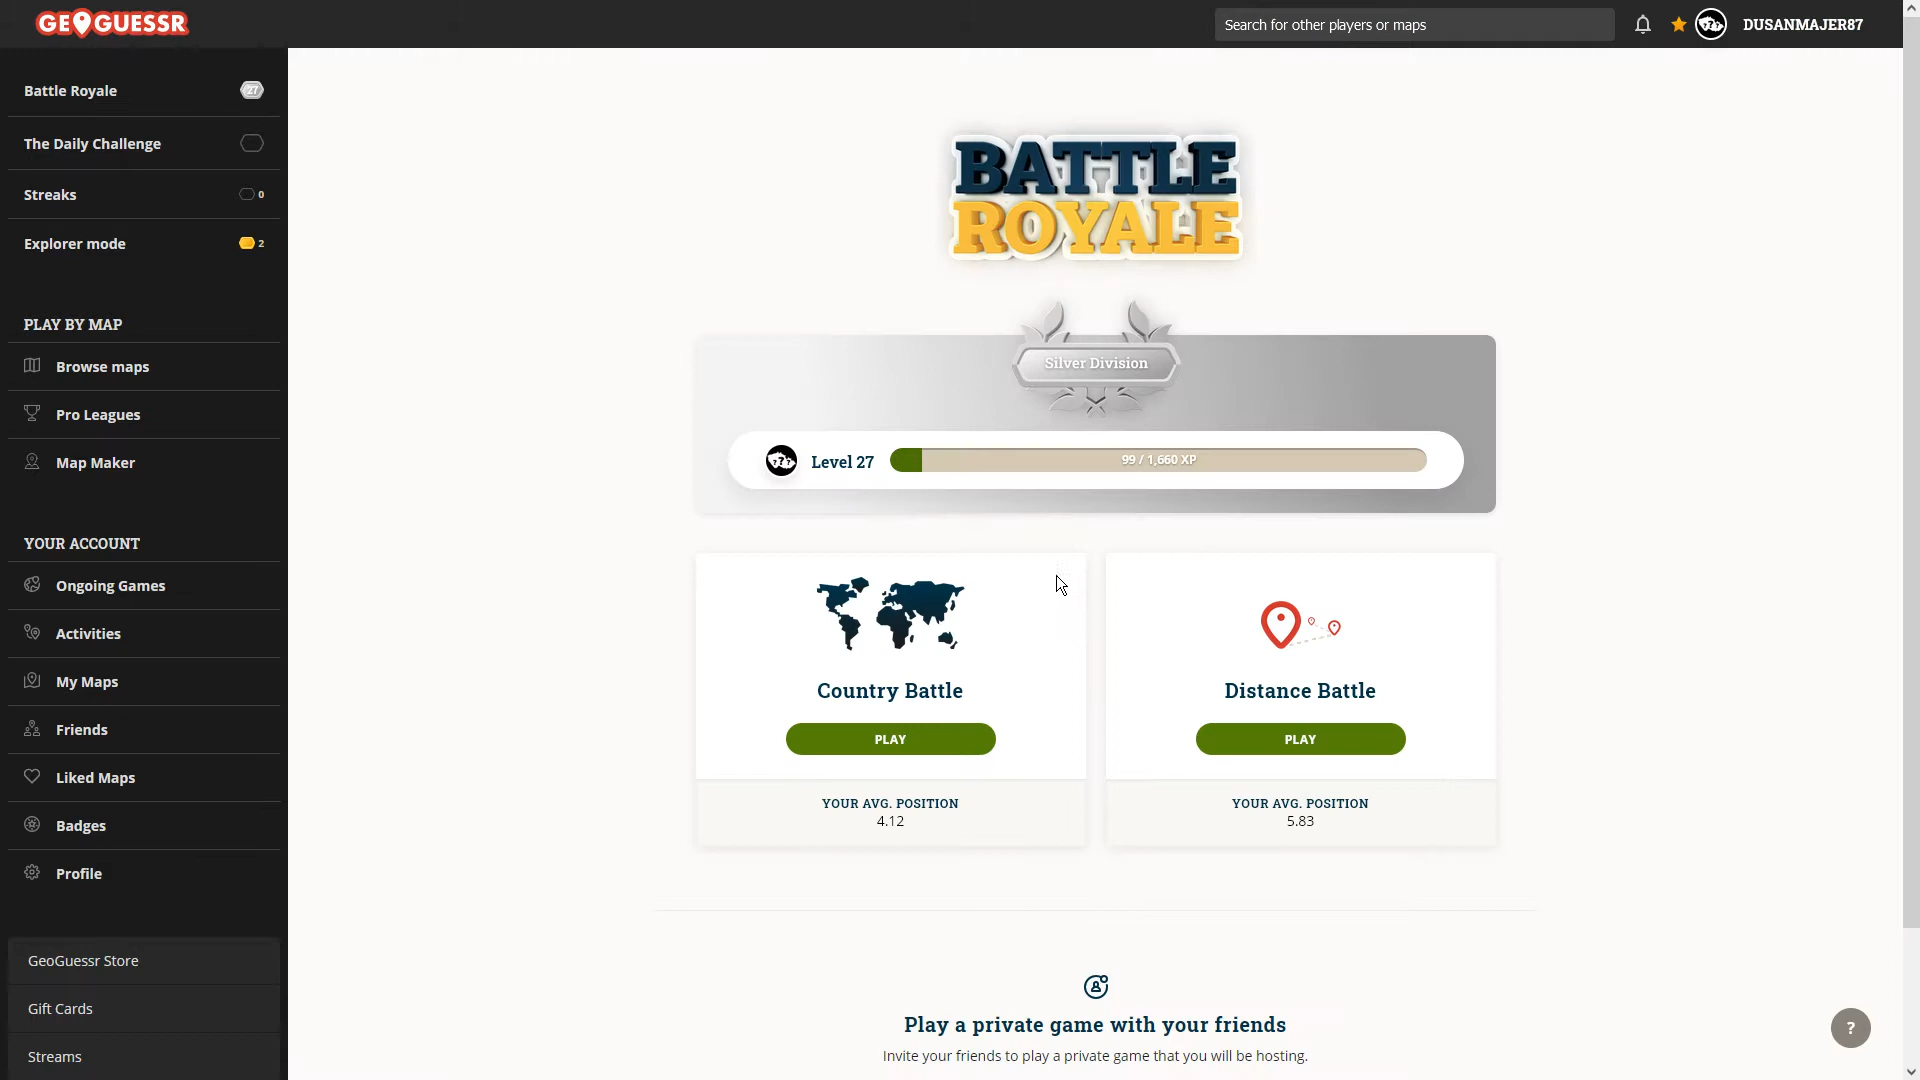 GEOGUESSR
Search for other players or maps
DUSANMAJER87
Battle Royale
27
The Daily Challenge
Streaks
0
Explorer mode
2
PLAY BY MAP
Browse maps
Pro Leagues
Map Maker
YOUR ACCOUNT
Ongoing Games
Activities
My Maps
Friends
Liked Maps
Badges
Profile
GeoGuessr Store
Gift Cards
Streams
BATTLE
ROYALE
Silver Division
???
Level 27
99 / 1,660 XP
Country Battle
PLAY
YOUR AVG. POSITION
4.12
Distance Battle
PLAY
YOUR AVG. POSITION
5.83
Play a private game with your friends
Invite your friends to play a private game that you will be hosting.
?